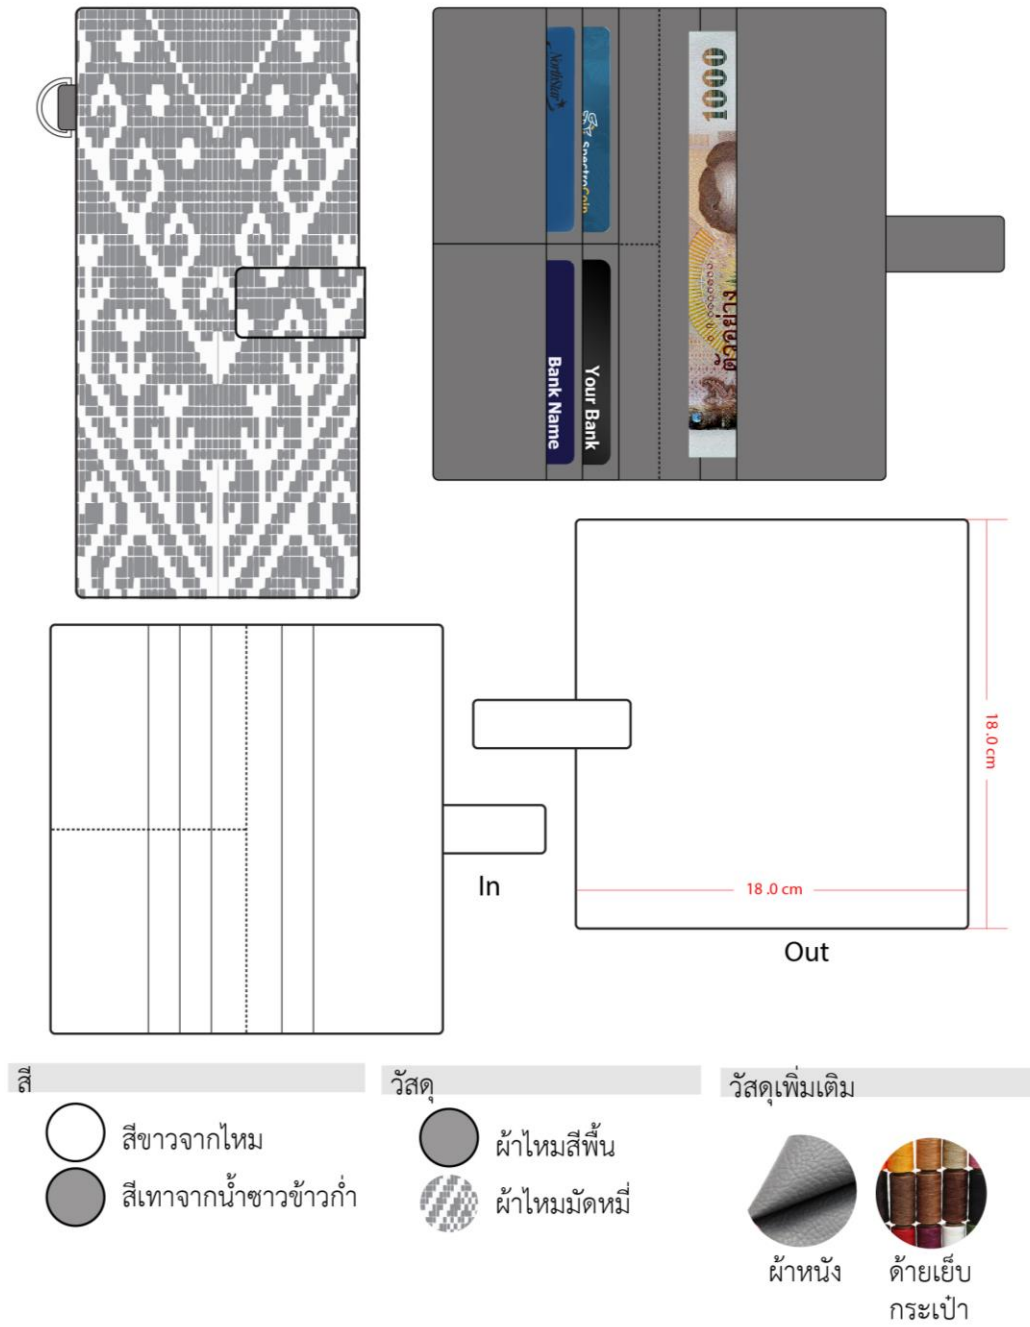 NorthStar
SpectroCoin
1000
Bank Name
Your Bank
18.0 cm
In
18.0 cm
Out
สี
วัสดุ
วัสดุเพิ่มเติม
สีขาวจากไหม
ผ้าไหมสีพื้น
สีเทาจากน้ำซาวข้าวก่ำ
ผ้าไหมมัดหมี่
ผ้าหนัง
ด้ายเย็บ
กระเป๋า